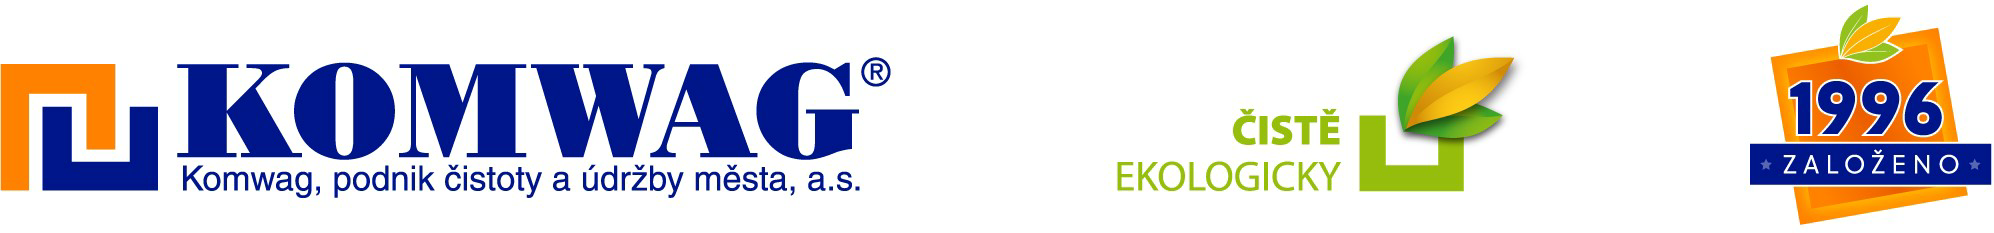 KOMWAG®
Komwag, podnik čistoty a údržby města, a.s.
ČISTĚ
EKOLOGICKY
1996
ZALOŽENO